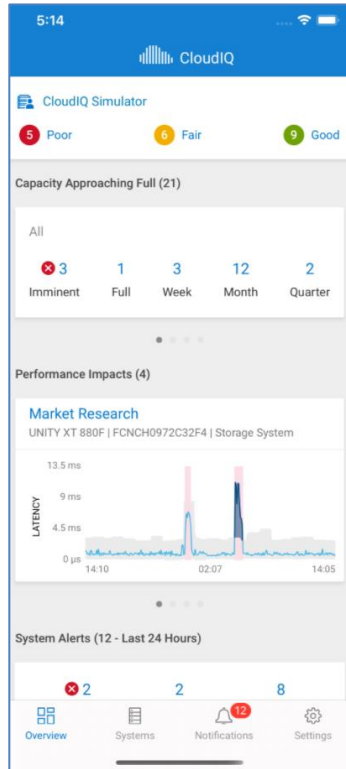 5:14
CloudIQ
CloudIQ Simulator
5 Poor 6 Fair 9 Good
Capacity Approaching Full (21)
All
3 1 3 12 2
Imminent Full Week Month Quarter
Performance Impacts (4)
Market Research
UNITY XT 880F | FCNCH0972C32F4 | Storage System
LATENCY
13.5 ms
9 ms
4.5 ms
0 µs
14:10 02:07 14:05
System Alerts (12 - Last 24 Hours)
2 2 8
12
Overview Systems Notifications Settings